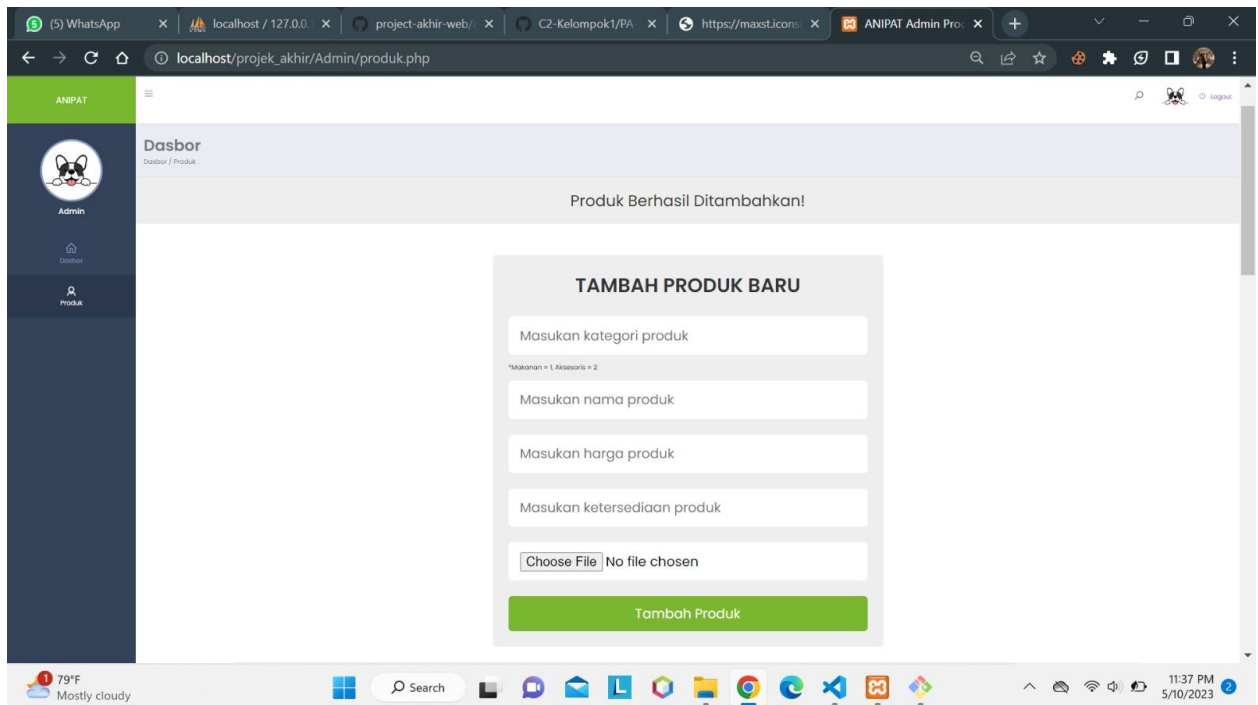 (5) WhatsApp
localhost / 127.0.0.1
project-akhir-web/
C2-Kelompok1/PA-
https://maxst.icons
ANIPAT Admin Pro
localhost/projek_akhir/Admin/produk.php
ANIPAT
Logout
Dasbor
Dasbor / Produk
Admin
Dasbor
Produk
Produk Berhasil Ditambahkan!
TAMBAH PRODUK BARU
Masukan kategori produk
*Makanan = 1, Aksesoris = 2
Masukan nama produk
Masukan harga produk
Masukan ketersediaan produk
Choose File No file chosen
Tambah Produk
1
79°F
Mostly cloudy
Search
L
11:37 PM
5/10/2023
2